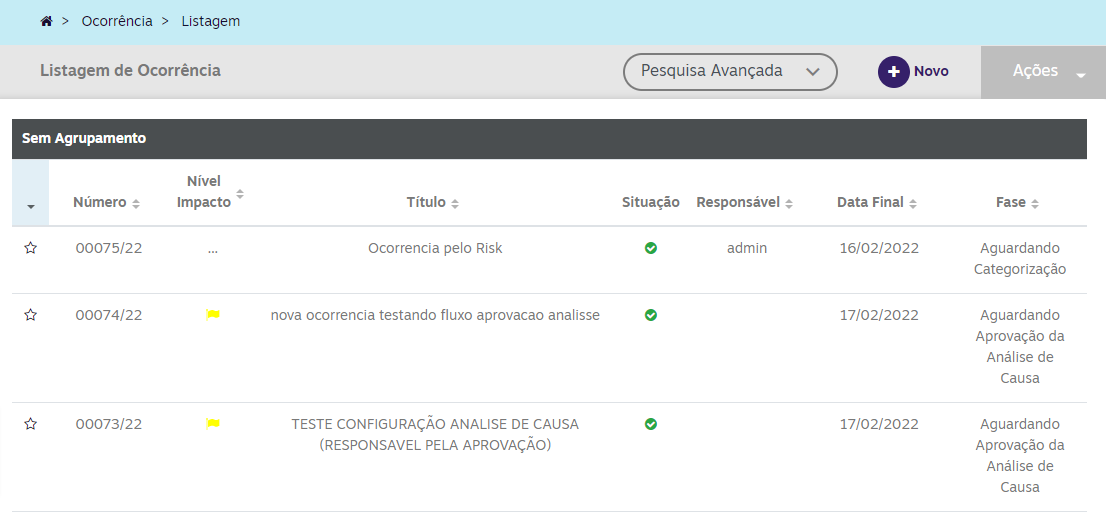 > Ocorrência > Listagem
Listagem de Ocorrência
Pesquisa Avançada
Novo
Ações
Sem Agrupamento
Número
Nível
Impacto
Título
Situação
Responsável
Data Final
Fase
00075/22
...
Ocorrencia pelo Risk
admin
16/02/2022
Aguardando
Categorização
00074/22
nova ocorrencia testando fluxo aprovacao analisse
17/02/2022
Aguardando
Aprovação da
Análise de
Causa
00073/22
TESTE CONFIGURAÇÃO ANALISE DE CAUSA
(RESPONSAVEL PELA APROVAÇÃO)
17/02/2022
Aguardando
Aprovação da
Análise de
Causa